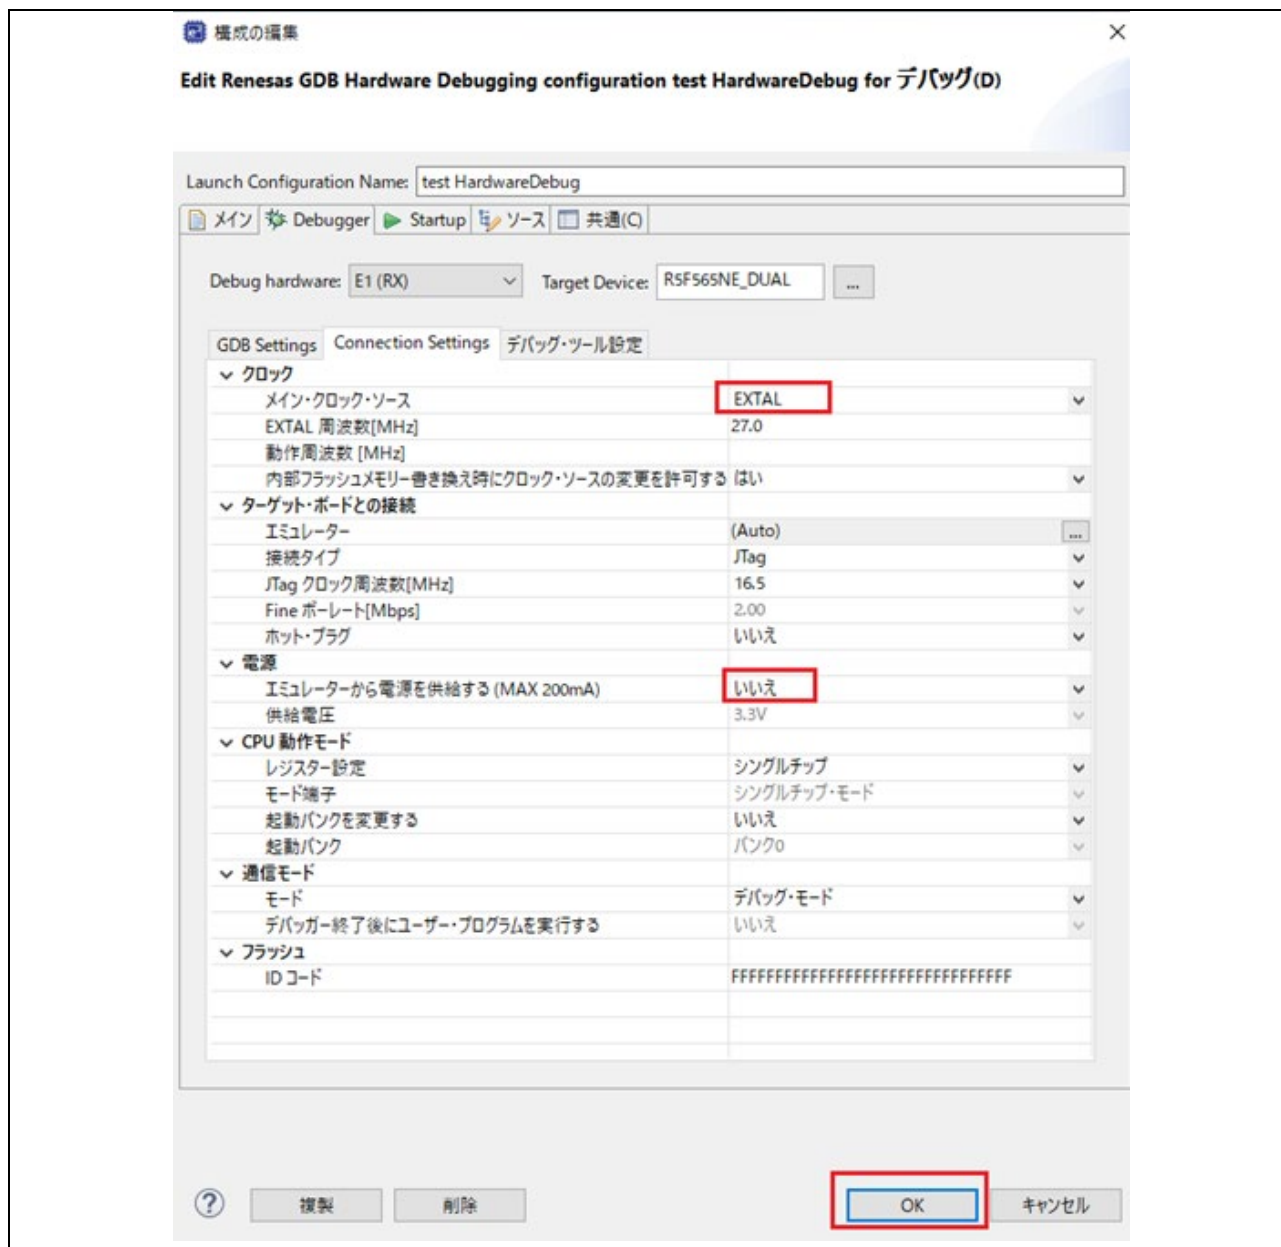 構成の編集
Edit Renesas GDB Hardware Debugging configuration test HardwareDebug for デバッグ(D)
Launch Configuration Name: test HardwareDebug
メイン Debugger Startup ソース 共通(C)
Debug hardware: E1 (RX) Target Device: R5F565NE_DUAL ...
GDB Settings Connection Settings デバッグ・ツール設定
クロック
メイン・クロック・ソース EXTAL
EXTAL 周波数[MHz] 27.0
動作周波数 [MHz]
内部フラッシュメモリー書き換え時にクロック・ソースの変更を許可する はい
ターゲット・ボードとの接続
エミュレーター (Auto) ...
接続タイプ JTag
JTag クロック周波数[MHz] 16.5
Fine ボーレート[Mbps] 2.00
ホット・プラグ いいえ
電源
エミュレーターから電源を供給する (MAX 200mA) いいえ
供給電圧 3.3V
CPU 動作モード
レジスター設定 シングルチップ
モード端子 シングルチップ・モード
起動バンクを変更する いいえ
起動バンク バンク0
通信モード
モード デバッグ・モード
デバッガー終了後にユーザー・プログラムを実行する いいえ
フラッシュ
ID コード FFFFFFFFFFFFFFFFFFFFFFFFFFFFFFFF
? 複製 削除 OK キャンセル